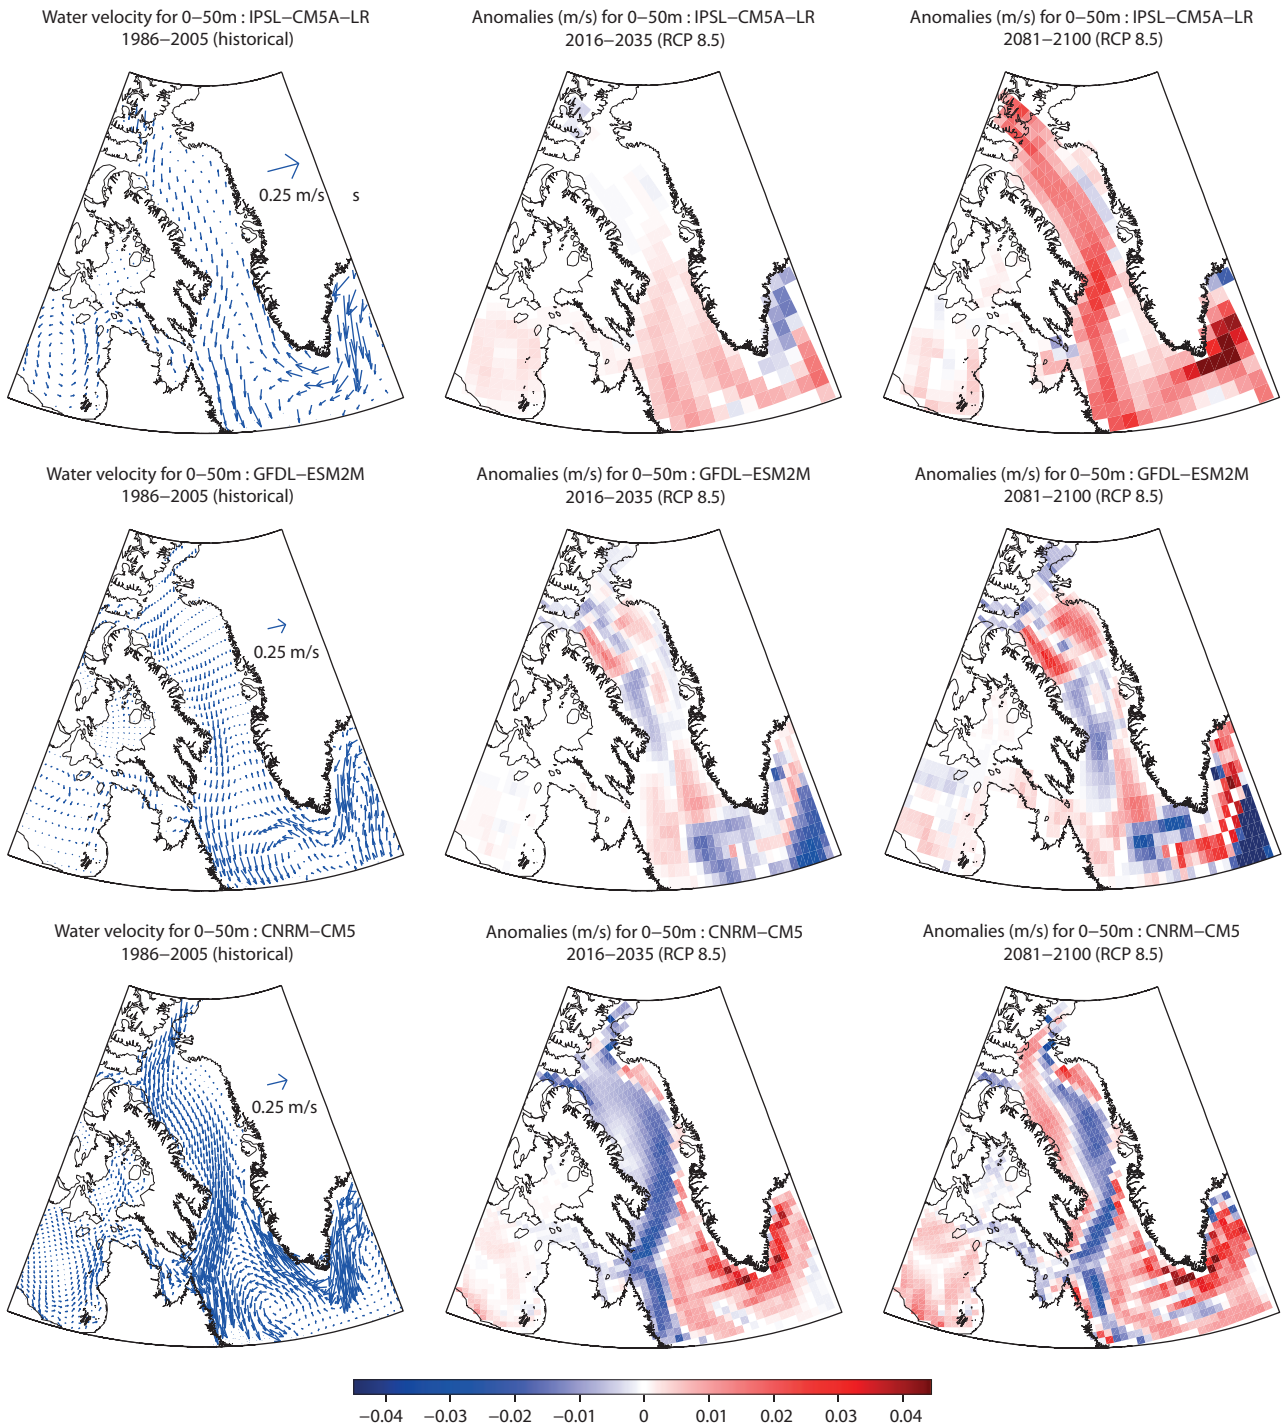 Water velocity for 0−50m : IPSL−CM5A−LR
1986−2005 (historical)
Anomalies (m/s) for 0−50m : IPSL−CM5A−LR
2016−2035 (RCP 8.5)
Anomalies (m/s) for 0−50m : IPSL−CM5A−LR
2081−2100 (RCP 8.5)
0.25 m/s s
Water velocity for 0−50m : GFDL−ESM2M
1986−2005 (historical)
Anomalies (m/s) for 0−50m : GFDL−ESM2M
2016−2035 (RCP 8.5)
Anomalies (m/s) for 0−50m : GFDL−ESM2M
2081−2100 (RCP 8.5)
0.25 m/s
Water velocity for 0−50m : CNRM−CM5
1986−2005 (historical)
Anomalies (m/s) for 0−50m : CNRM−CM5
2016−2035 (RCP 8.5)
Anomalies (m/s) for 0−50m : CNRM−CM5
2081−2100 (RCP 8.5)
0.25 m/s
−0.04 −0.03 −0.02 −0.01 0 0.01 0.02 0.03 0.04